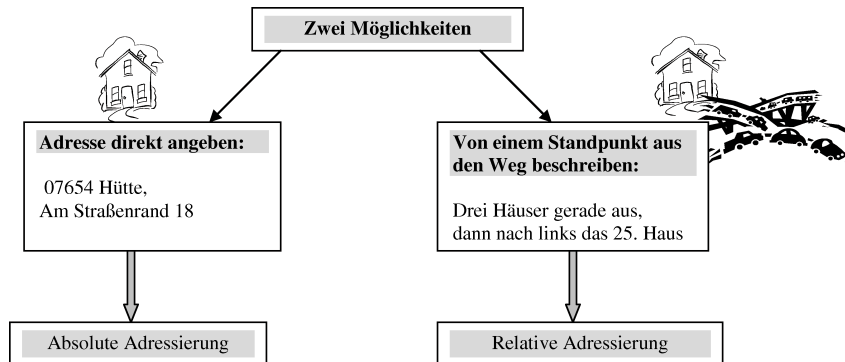 Zwei Möglichkeiten
Adresse direkt angeben:
07654 Hütte,
Am Straßenrand 18
Von einem Standpunkt aus
den Weg beschreiben:
Drei Häuser gerade aus,
dann nach links das 25. Haus
Absolute Adressierung
Relative Adressierung